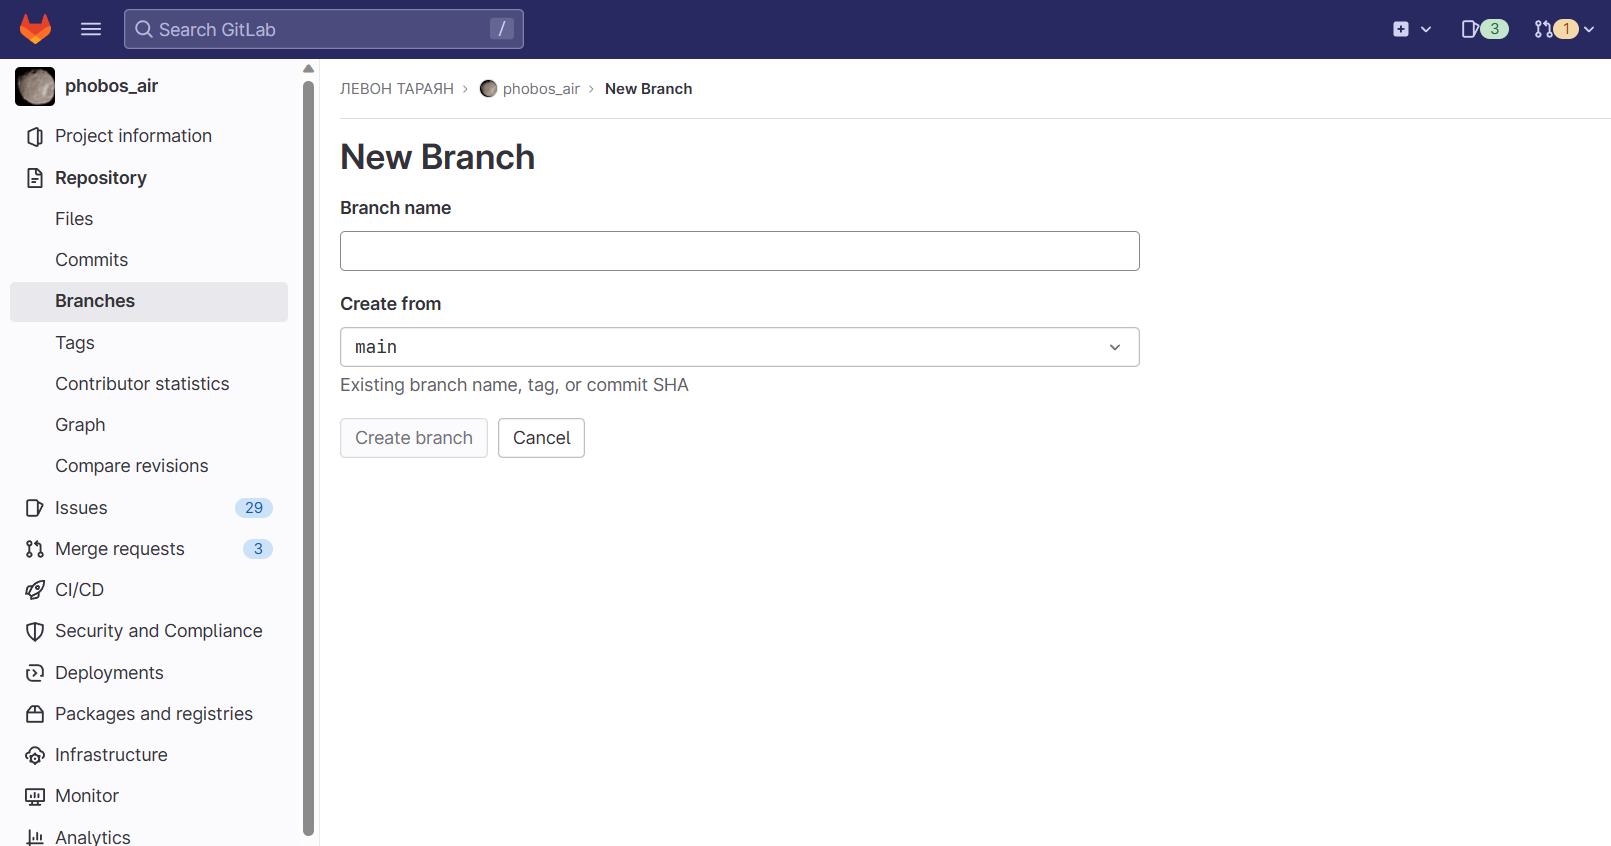 Search GitLab
/
3
1
phobos_air
Project information
Repository
Files
Commits
Branches
Tags
Contributor statistics
Graph
Compare revisions
Issues 29
Merge requests 3
CI/CD
Security and Compliance
Deployments
Packages and registries
Infrastructure
Monitor
Analytics
ЛЕВОН ТАРАЯН › phobos_air › New Branch
New Branch
Branch name
Create from
main
Existing branch name, tag, or commit SHA
Create branch
Cancel